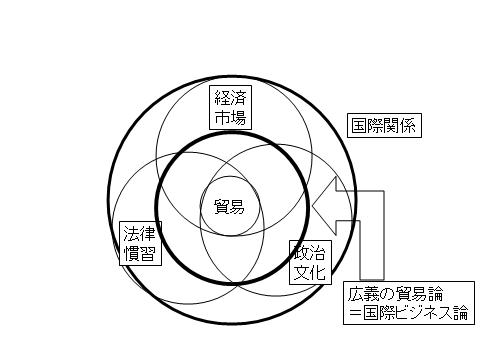 経済
市場
国際関係
貿易
法律
慣習
政治
文化
広義の貿易論
＝国際ビジネス論